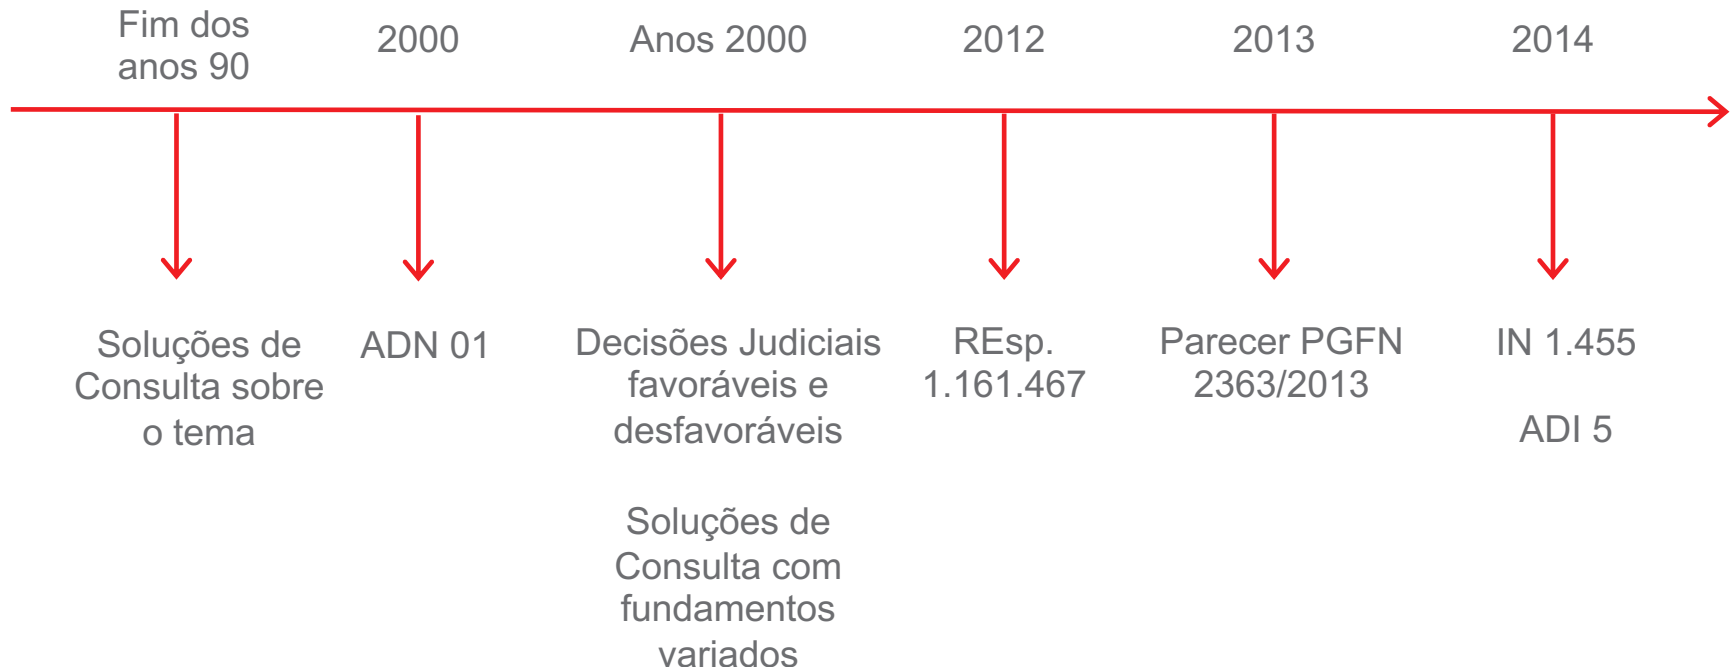 Fim dos
anos 90
2000
Anos 2000
2012
2013
2014
Soluções de
Consulta sobre
o tema
ADN 01
Decisões Judiciais
favoráveis e
desfavoráveis
Soluções de
Consulta com
fundamentos
variados
REsp.
1.161.467
Parecer PGFN
2363/2013
IN 1.455
ADI 5